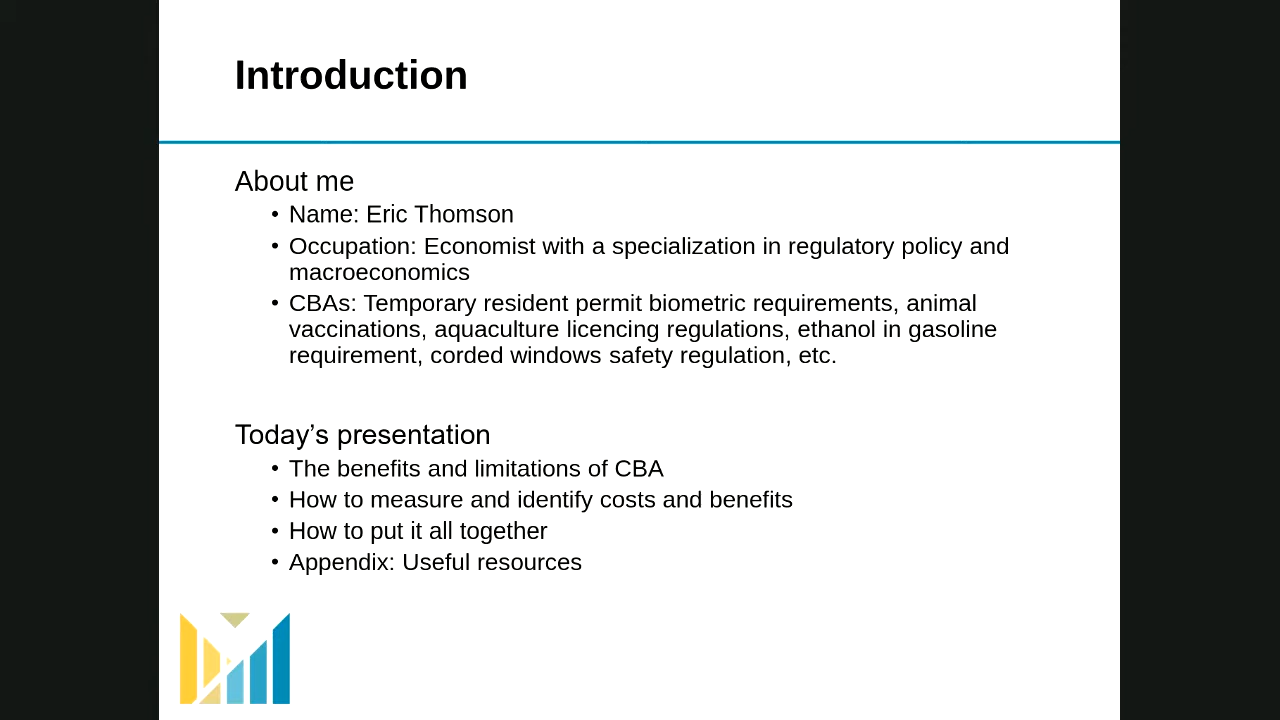 Introduction
About me
• Name: Eric Thomson
• Occupation: Economist with a specialization in regulatory policy and
macroeconomics
• CBAs: Temporary resident permit biometric requirements, animal
vaccinations, aquaculture licencing regulations, ethanol in gasoline
requirement, corded windows safety regulation, etc.
Today’s presentation
• The benefits and limitations of CBA
• How to measure and identify costs and benefits
• How to put it all together
• Appendix: Useful resources